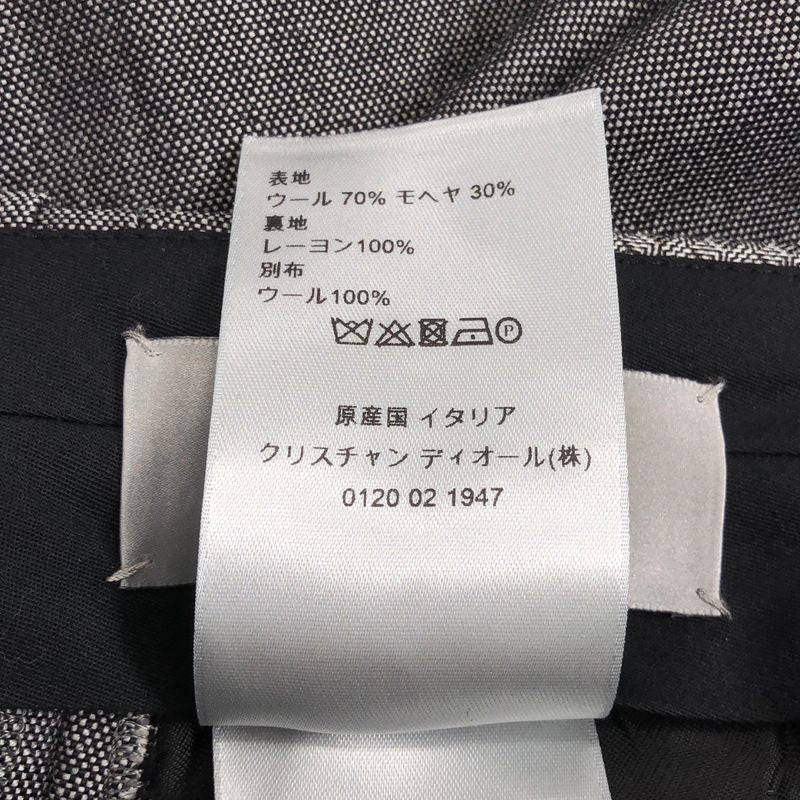 表地
ウール 70% モヘヤ 30%
裏地
レーヨン100%
別布
ウール100%
P
原産国 イタリア
クリスチャン ディオール(株)
0120 02 1947